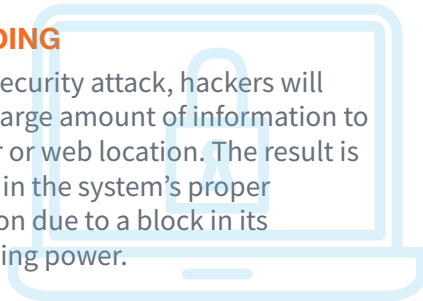 DING
ecurity attack, hackers will
arge amount of information to
r or web location. The result is
in the system’s proper
on due to a block in its
ing power.